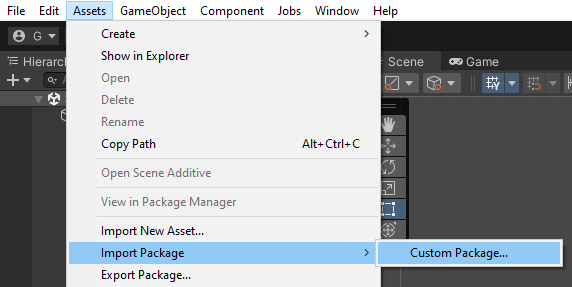 File Edit Assets GameObject Component Jobs Window Help
G
Hierarch
Scene
Game
Create
Show in Explorer
Open
Delete
Rename
Copy Path Alt+Ctrl+C
Open Scene Additive
View in Package Manager
Import New Asset...
Import Package
Custom Package...
Export Package...